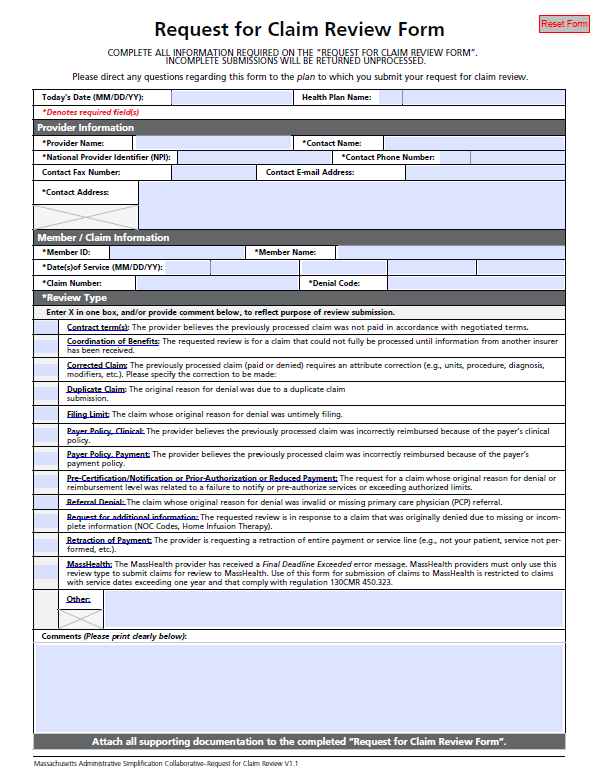 Request for Claim Review Form
Reset Form
COMPLETE ALL INFORMATION REQUIRED ON THE “REQUEST FOR CLAIM REVIEW FORM”.
INCOMPLETE SUBMISSIONS WILL BE RETURNED UNPROCESSED.
Please direct any questions regarding this form to the plan to which you submit your request for claim review.
Today's Date (MM/DD/YY): Health Plan Name:
*Denotes required field(s)
Provider Information
*Provider Name: *Contact Name:
*National Provider Identifier (NPI): *Contact Phone Number:
Contact Fax Number: Contact E-mail Address:
*Contact Address:
Member / Claim Information
*Member ID: *Member Name:
*Date(s)of Service (MM/DD/YY):
*Claim Number: *Denial Code:
*Review Type
Enter X in one box, and/or provide comment below, to reflect purpose of review submission.
Contract term(s): The provider believes the previously processed claim was not paid in accordance with negotiated terms.
Coordination of Benefits: The requested review is for a claim that could not fully be processed until information from another insurer
has been received.
Corrected Claim: The previously processed claim (paid or denied) requires an attribute correction (e.g., units, procedure, diagnosis,
modifiers, etc.). Please specify the correction to be made:
Duplicate Claim: The original reason for denial was due to a duplicate claim
submission.
Filing Limit: The claim whose original reason for denial was untimely filing.
Payer Policy, Clinical: The provider believes the previously processed claim was incorrectly reimbursed because of the payer's clinical
policy.
Payer Policy, Payment: The provider believes the previously processed claim was incorrectly reimbursed because of the payer's
payment policy.
Pre-Certification/Notification or Prior-Authorization or Reduced Payment: The request for a claim whose original reason for denial or
reimbursement level was related to a failure to notify or pre-authorize services or exceeding authorized limits.
Referral Denial: The claim whose original reason for denial was invalid or missing primary care physician (PCP) referral.
Request for additional information: The requested review is in response to a claim that was originally denied due to missing or incom-
plete information (NOC Codes, Home Infusion Therapy).
Retraction of Payment: The provider is requesting a retraction of entire payment or service line (e.g., not your patient, service not per-
formed, etc.).
MassHealth: The MassHealth provider has received a Final Deadline Exceeded error message. MassHealth providers must only use this
review type to submit claims for review to MassHealth. Use of this form for submission of claims to MassHealth is restricted to claims
with service dates exceeding one year and that comply with regulation 130CMR 450.323.
Other:
Comments (Please print clearly below):
Attach all supporting documentation to the completed “Request for Claim Review Form”.
Massachusetts Administrative Simplification Collaborative–Request for Claim Review V1.1